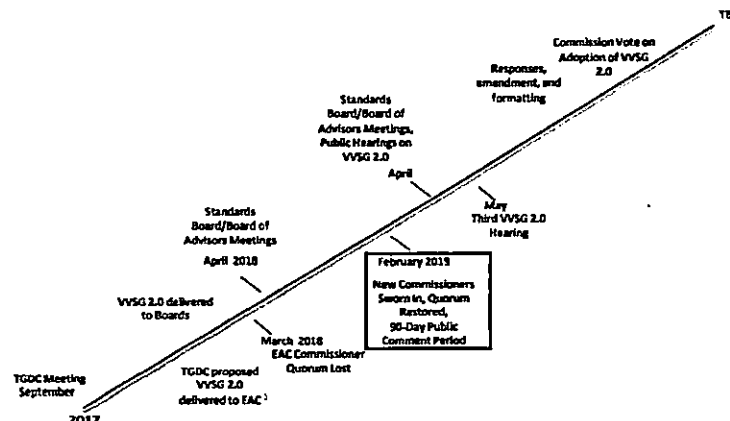 TB
Commission Vote on
Adoption of VVSG
2.0
Responses,
amendment, and
formatting
Standards
Board/Board of
Advisors Meetings,
Public Hearings on
VVSG 2.0
April
May
Third VVSG 2.0
Hearing
Standards
Board/Board of
Advisors Meetings
April 2018
February 2019
New Commissioners
Sworn In, Quorum
Restored,
90-Day Public
Comment Period
VVSG 2.0 delivered
to Boards
March 2018
EAC Commissioner
Quorum Lost
TGDC proposed
VVSG 2.0
delivered to EAC
TGDC Meeting
September
2017